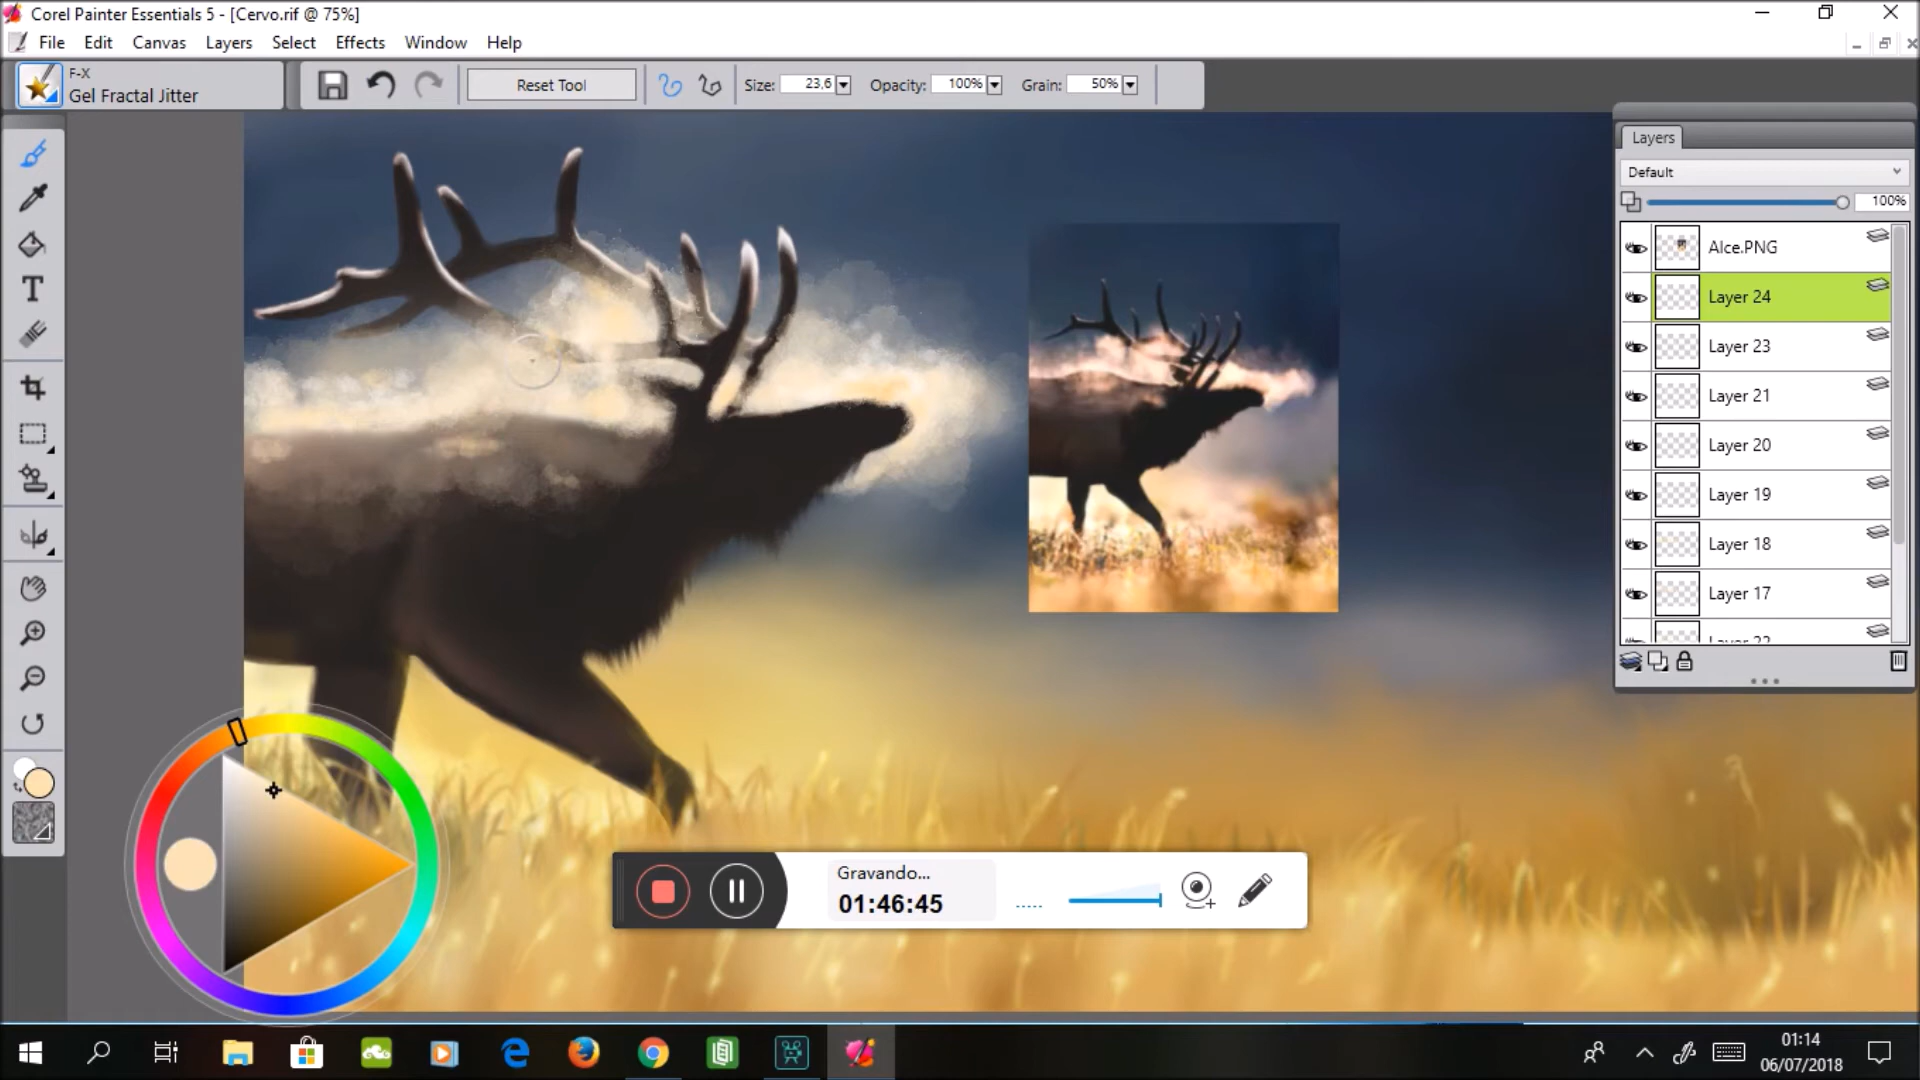 Corel Painter Essentials 5 - [Cervo.rif @ 75%]
File Edit Canvas Layers Select Effects Window Help
F-X
Gel Fractal Jitter
Reset Tool
Size: 23,6
Opacity: 100%
Grain: 50%
Layers
Default
100%
Alce.PNG
Layer 24
Layer 23
Layer 21
Layer 20
Layer 19
Layer 18
Layer 17
Gravando...
01:46:45
01:14
06/07/2018